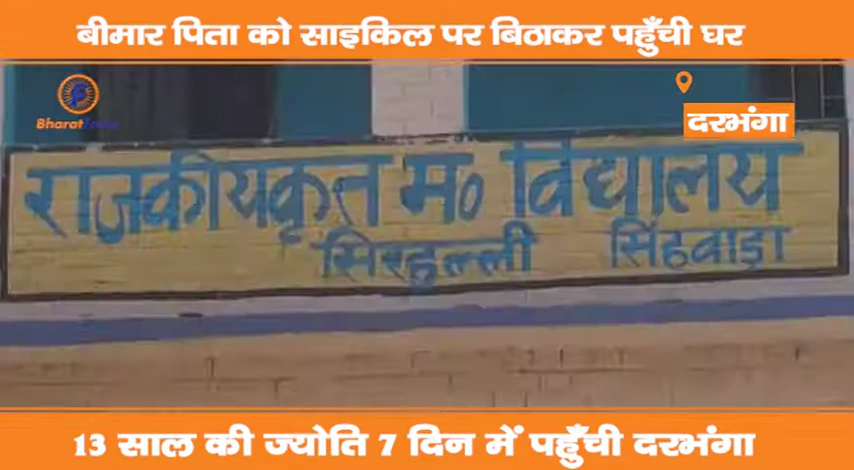 बीमार पिता को साइकिल पर बिठाकर पहुँची घर
Bharat
दरभंगा
राजकीयकृत म० विद्यालय
सिरहुल्ली सिंहवाड़ा
13 साल की ज्योति 7 दिन में पहुँची दरभंगा